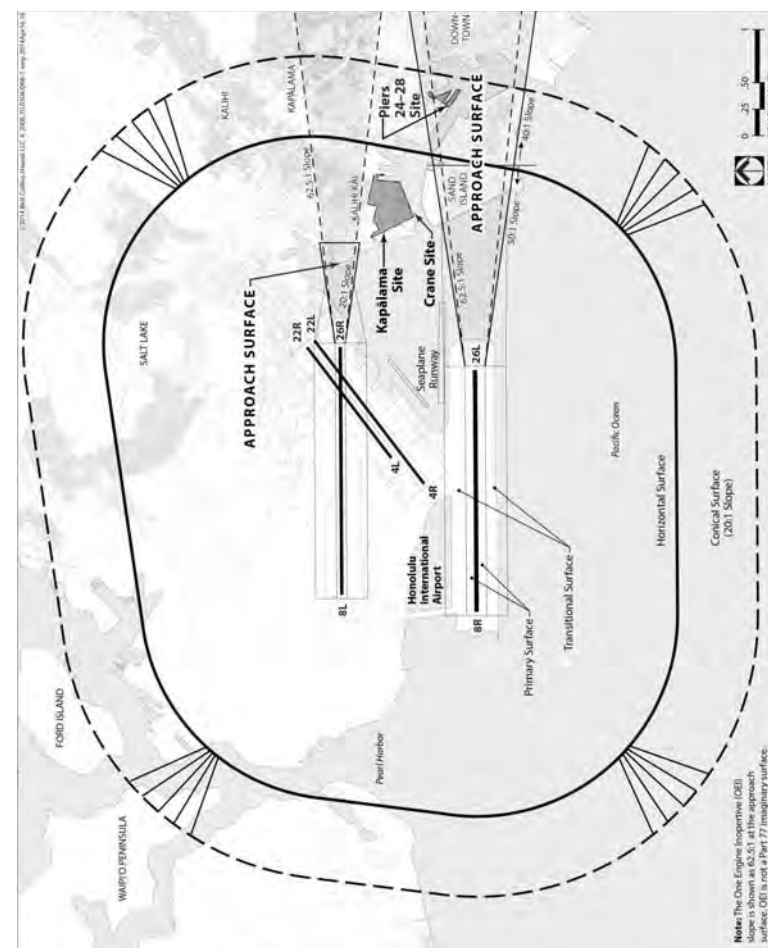 DOWN-
TOWN
KALIHI
KAPĀLAMA
Piers
24–28
Site
APPROACH SURFACE
SAND
ISLAND
40:1 Slope
50:1 Slope
62.5:1 Slope
62.5:1 Slope
KALIHI KAI
Kapālama
Site
Crane Site
20:1 Slope
APPROACH SURFACE
SALT LAKE
22R
22L
26R
26L
Seaplane
Runway
4L
4R
8L
8R
Honolulu
International
Airport
Primary Surface
Transitional Surface
Pacific Ocean
Horizontal Surface
Conical Surface
(20:1 Slope)
FORD ISLAND
Pearl Harbor
WAIPI'O PENINSULA
0 .25 .50 1
Note: The One Engine Inopertive (OEI)
slope is shown as 62.5:1 at the approach
surface. OEI is not a Part 77 imaginary surface.